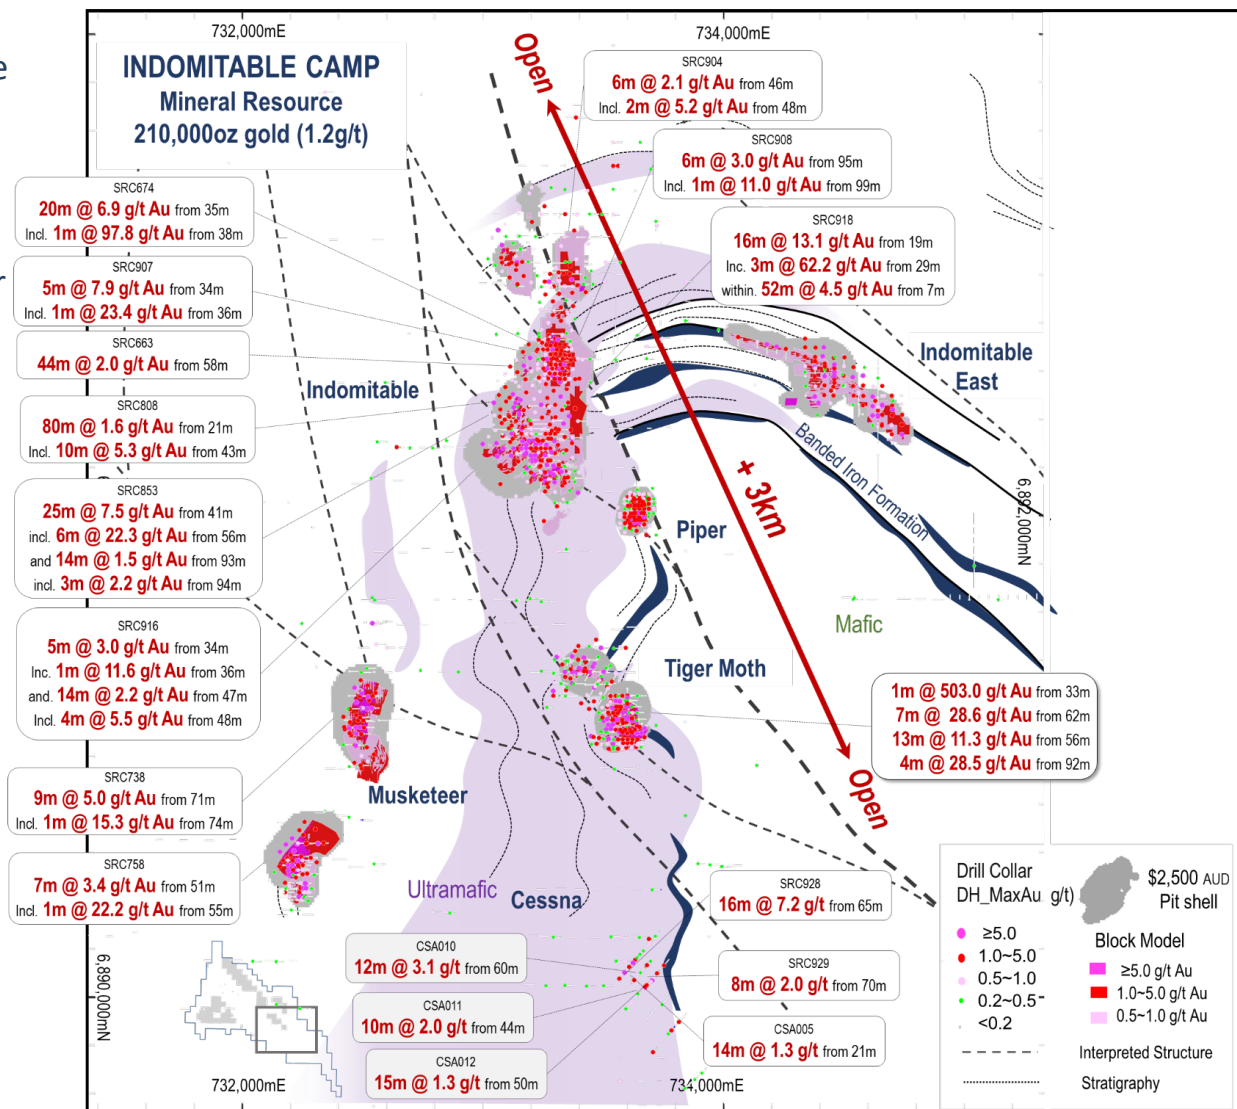 732,000mE
734,000mE
e
r
INDOMITABLE CAMP
Mineral Resource
210,000oz gold (1.2g/t)
Open
SRC904
6m @ 2.1 g/t Au from 46m
Incl. 2m @ 5.2 g/t Au from 48m
SRC908
6m @ 3.0 g/t Au from 95m
Incl. 1m @ 11.0 g/t Au from 99m
SRC918
16m @ 13.1 g/t Au from 19m
Inc. 3m @ 62.2 g/t Au from 29m
within. 52m @ 4.5 g/t Au from 7m
SRC674
20m @ 6.9 g/t Au from 35m
Incl. 1m @ 97.8 g/t Au from 38m
SRC907
5m @ 7.9 g/t Au from 34m
Incl. 1m @ 23.4 g/t Au from 36m
SRC663
44m @ 2.0 g/t Au from 58m
SRC808
80m @ 1.6 g/t Au from 21m
Incl. 10m @ 5.3 g/t Au from 43m
SRC853
25m @ 7.5 g/t Au from 41m
incl. 6m @ 22.3 g/t Au from 56m
and 14m @ 1.5 g/t Au from 93m
incl. 3m @ 2.2 g/t Au from 94m
SRC916
5m @ 3.0 g/t Au from 34m
Inc. 1m @ 11.6 g/t Au from 36m
and. 14m @ 2.2 g/t Au from 47m
Incl. 4m @ 5.5 g/t Au from 48m
SRC738
9m @ 5.0 g/t Au from 71m
Incl. 1m @ 15.3 g/t Au from 74m
SRC758
7m @ 3.4 g/t Au from 51m
Incl. 1m @ 22.2 g/t Au from 55m
Indomitable
Indomitable
East
Banded Iron Formation
6,892,000mN
+ 3km
Piper
Mafic
Tiger Moth
1m @ 503.0 g/t Au from 33m
7m @ 28.6 g/t Au from 62m
13m @ 11.3 g/t Au from 56m
4m @ 28.5 g/t Au from 92m
Open
Musketeer
Ultramafic
Cessna
SRC928
16m @ 7.2 g/t from 65m
CSA010
12m @ 3.1 g/t from 60m
SRC929
8m @ 2.0 g/t from 70m
CSA011
10m @ 2.0 g/t from 44m
CSA005
14m @ 1.3 g/t from 21m
CSA012
15m @ 1.3 g/t from 50m
6,890,000mN
732,000mE
734,000mE
Drill Collar
DH_MaxAu g/t)
≥5.0
1.0~5.0
0.5~1.0
0.2~0.5
<0.2
$2,500 AUD
Pit shell
Block Model
≥5.0 g/t Au
1.0~5.0 g/t Au
0.5~1.0 g/t Au
Interpreted Structure
Stratigraphy